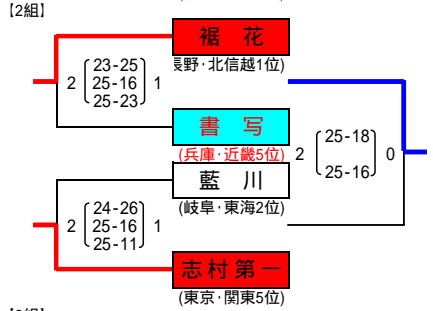 【2組】
裾 花
長野・北信越1位)
2 23-25 1
25-16
25-23
書 写
(兵庫・近畿5位)
2 25-18 0
25-16
藍 川
(岐阜・東海2位)
2 24-26 1
25-16
25-11
志村第一
(東京・関東5位)